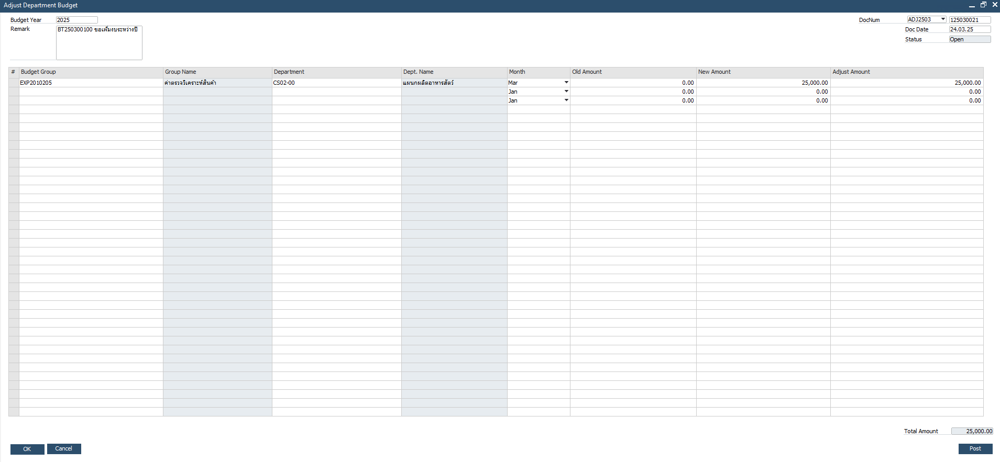 Adjust Department Budget
Budget Year 2025 DocNum ADJ2503 125030021
Remark BT250300100 ขอเพิ่มงบระหว่างปี Doc Date 24.03.25
Status Open
# Budget Group Group Name Department Dept. Name Month Old Amount New Amount Adjust Amount
EXP2010205 ค่าตรวจวิเคราะห์สินค้า CS02-00 แผนกผลิตอาหารสัตว์ Mar 0.00 25,000.00 25,000.00
Jan 0.00 0.00 0.00
Jan 0.00 0.00 0.00
Total Amount 25,000.00
OK Cancel Post